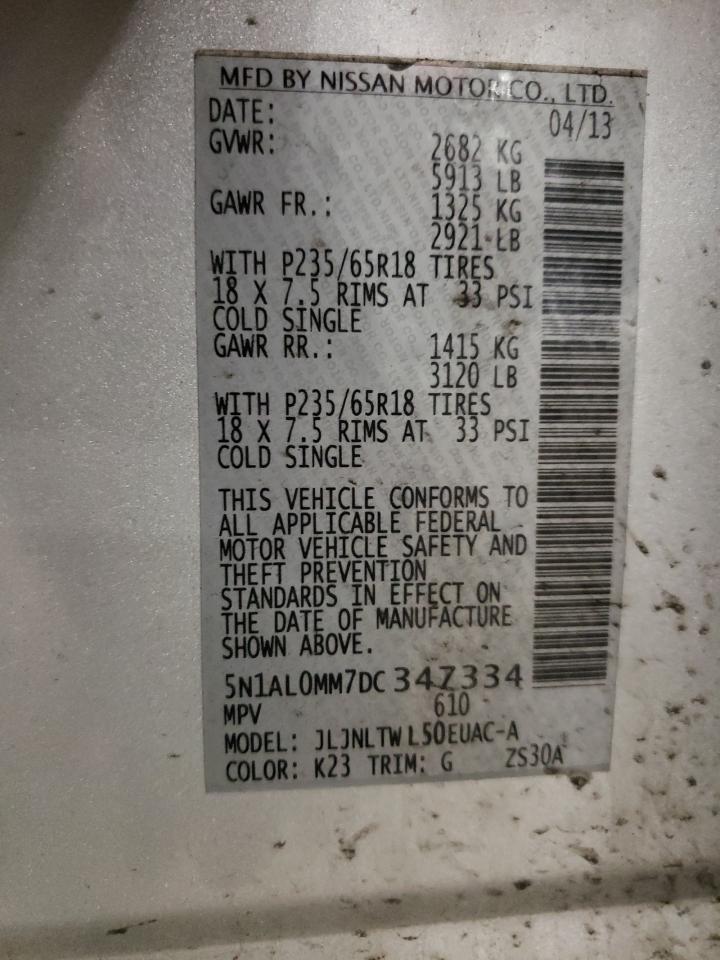 MFD BY NISSAN MOTOR CO., LTD.
DATE: 04/13
GVWR: 2682 KG
5913 LB
GAWR FR.: 1325 KG
2921 LB
WITH P235/65R18 TIRES
18 X 7.5 RIMS AT 33 PSI
COLD SINGLE
GAWR RR.: 1415 KG
3120 LB
WITH P235/65R18 TIRES
18 X 7.5 RIMS AT 33 PSI
COLD SINGLE
THIS VEHICLE CONFORMS TO
ALL APPLICABLE FEDERAL
MOTOR VEHICLE SAFETY AND
THEFT PREVENTION
STANDARDS IN EFFECT ON
THE DATE OF MANUFACTURE
SHOWN ABOVE.
5N1AL0MM7DC 347334
MPV 610
MODEL: JLJNLTWL50EUAC-A
COLOR: K23 TRIM: G ZS30A